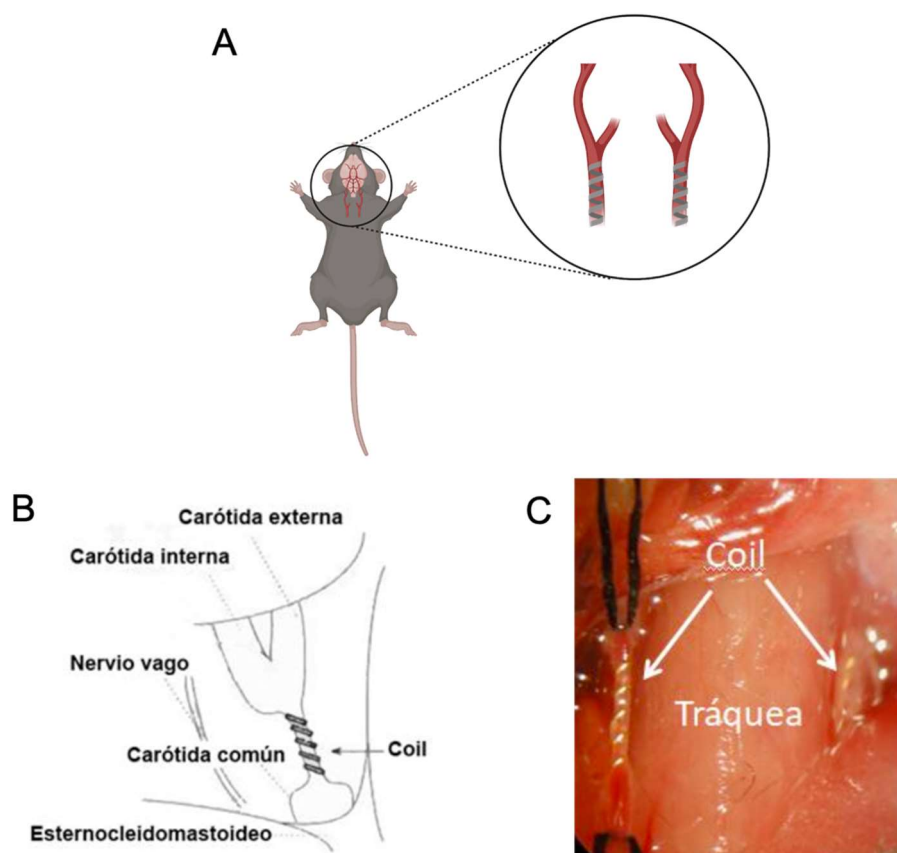 A
B
Carótida externa
Carótida interna
Nervio vago
Carótida común
Coil
Esternocleidomastoideo
C
Coil
Tráquea